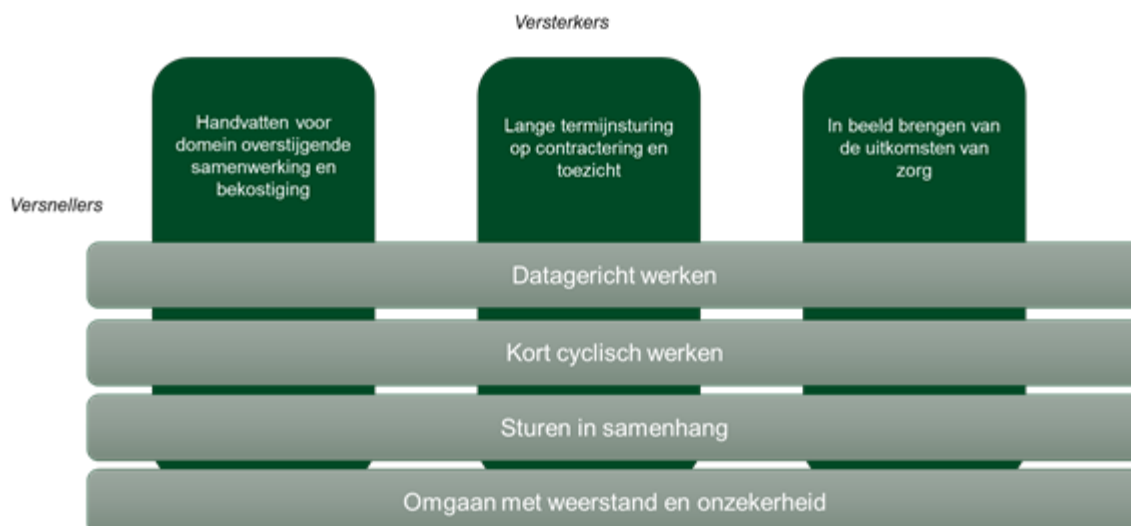 Versterkers
Handvatten voor
domein overstijgende
samenwerking en
bekostiging
Lange termijnsturing
op contractering en
toezicht
In beeld brengen van
de uitkomsten van
zorg
Versnellers
Datagericht werken
Kort cyclisch werken
Sturen in samenhang
Omgaan met weerstand en onzekerheid